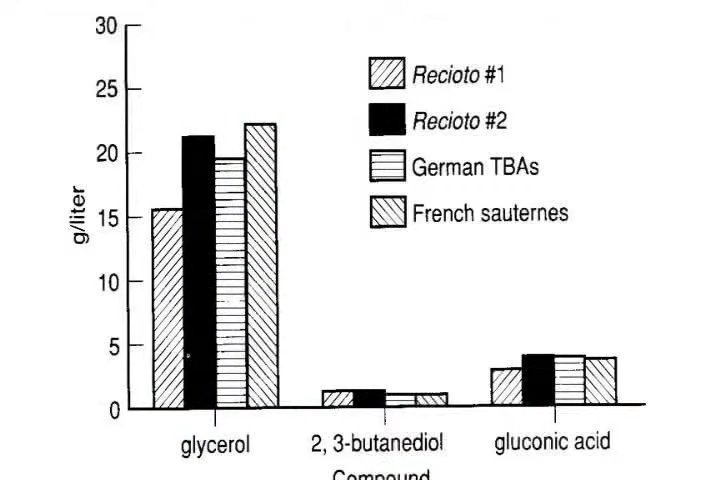 30
25
20
15
10
5
0
g/liter
Recioto #1
Recioto #2
German TBAs
French sauternes
glycerol
2, 3-butanediol
gluconic acid
Compound